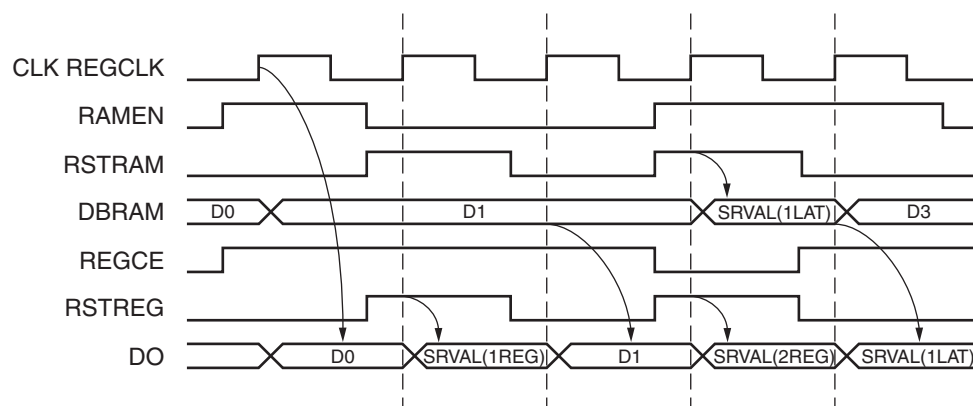 CLK REGCLK
RAMEN
RSTRAM
DBRAM D0 D1 SRVAL(1LAT) D3
REGCE
RSTREG
DO D0 SRVAL(1REG) D1 SRVAL(2REG) SRVAL(1LAT)